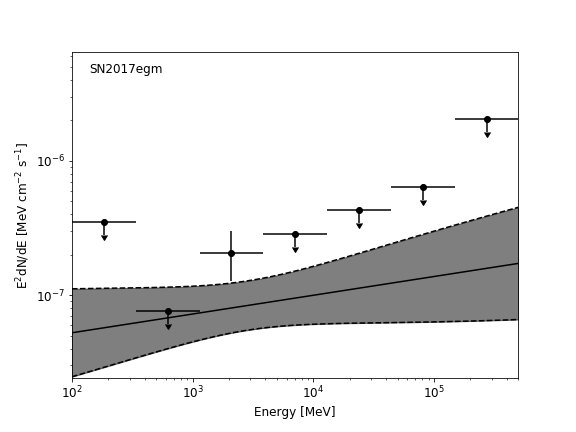 SN2017egm
E²dN/dE [MeV cm⁻² s⁻¹]
10⁻⁶
10⁻⁷
10² 10³ 10⁴ 10⁵
Energy [MeV]